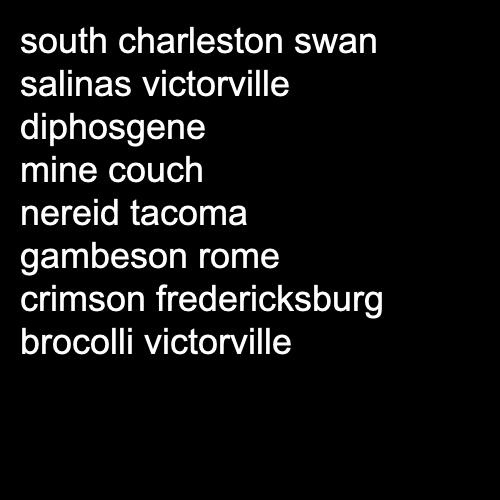 south charleston swan
salinas victorville
diphosgene
mine couch
nereid tacoma
gambeson rome
crimson fredericksburg
brocolli victorville